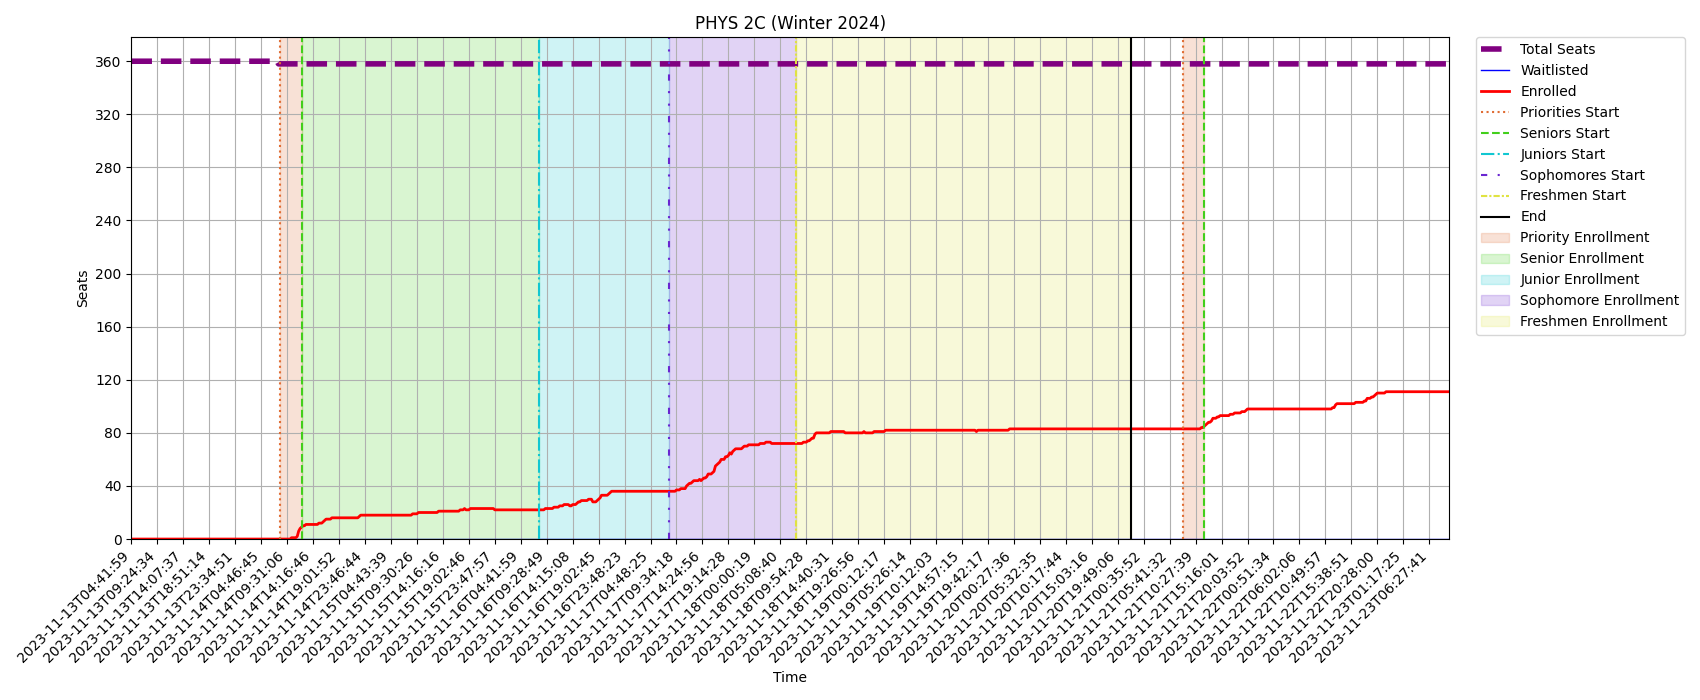 PHYS 2C (Winter 2024)
Seats
360
320
280
240
200
160
120
80
40
0
2023-11-13T04:41:59
2023-11-13T09:24:34
2023-11-13T14:07:37
2023-11-13T18:51:14
2023-11-13T23:34:51
2023-11-14T04:46:45
2023-11-14T09:31:06
2023-11-14T14:16:49
2023-11-14T19:01:52
2023-11-14T23:46:44
2023-11-15T04:43:39
2023-11-15T09:30:26
2023-11-15T14:16:16
2023-11-15T19:02:46
2023-11-15T23:47:57
2023-11-16T04:41:59
2023-11-16T09:28:49
2023-11-16T14:15:08
2023-11-16T19:02:45
2023-11-16T23:48:23
2023-11-17T04:48:25
2023-11-17T09:34:18
2023-11-17T14:24:56
2023-11-17T19:14:28
2023-11-18T00:00:19
2023-11-18T05:08:40
2023-11-18T09:54:28
2023-11-18T14:40:31
2023-11-18T19:26:56
2023-11-19T00:12:17
2023-11-19T05:26:14
2023-11-19T10:12:03
2023-11-19T14:57:15
2023-11-19T19:42:17
2023-11-20T00:27:36
2023-11-20T05:32:35
2023-11-20T10:17:44
2023-11-20T15:03:16
2023-11-20T19:49:06
2023-11-21T00:35:52
2023-11-21T05:41:32
2023-11-21T10:27:39
2023-11-21T15:16:01
2023-11-21T20:03:52
2023-11-22T00:51:34
2023-11-22T06:02:06
2023-11-22T10:49:57
2023-11-22T15:38:51
2023-11-22T20:28:00
2023-11-23T01:17:25
2023-11-23T06:27:41
Time
Total Seats
Waitlisted
Enrolled
Priorities Start
Seniors Start
Juniors Start
Sophomores Start
Freshmen Start
End
Priority Enrollment
Senior Enrollment
Junior Enrollment
Sophomore Enrollment
Freshmen Enrollment